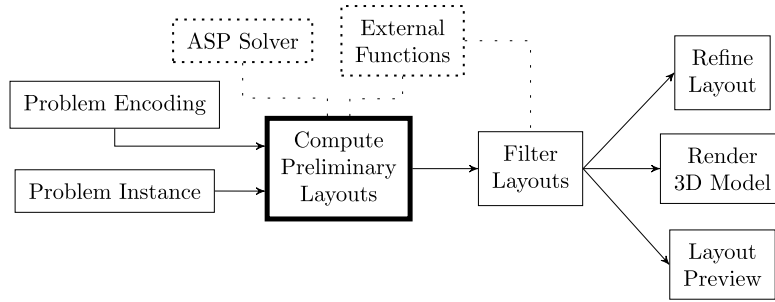 ASP Solver
External
Functions
Problem Encoding
Problem Instance
Compute
Preliminary
Layouts
Filter
Layouts
Refine
Layout
Render
3D Model
Layout
Preview